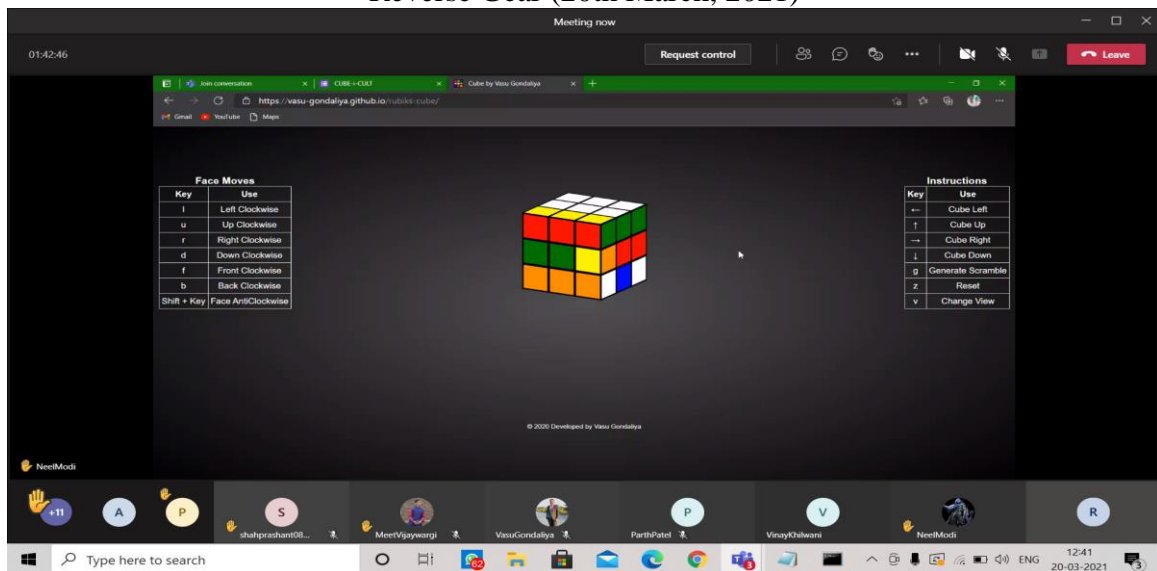 Reverse Gear (20th March, 2021)
Meeting now
01:42:46
Request control
Leave
Join conversation
CUBE-i-CULT
Cube by Vasu Gondaliya
https://vasu-gondaliya.github.io/rubiks-cube/
Gmail YouTube Maps
Face Moves
Key Use
l Left Clockwise
u Up Clockwise
r Right Clockwise
d Down Clockwise
f Front Clockwise
b Back Clockwise
Shift + Key Face AntiClockwise
Instructions
Key Use
← Cube Left
↑ Cube Up
→ Cube Right
↓ Cube Down
g Generate Scramble
z Reset
v Change View
© 2020 Developed by Vasu Gondaliya
NeelModi
+11
A
P
S
shahprashant08...
MeetVijaywargi
VasuGondaliya
P
ParthPatel
V
VinayKhilwani
NeelModi
R
Type here to search
62
3
ENG
12:41
20-03-2021
3